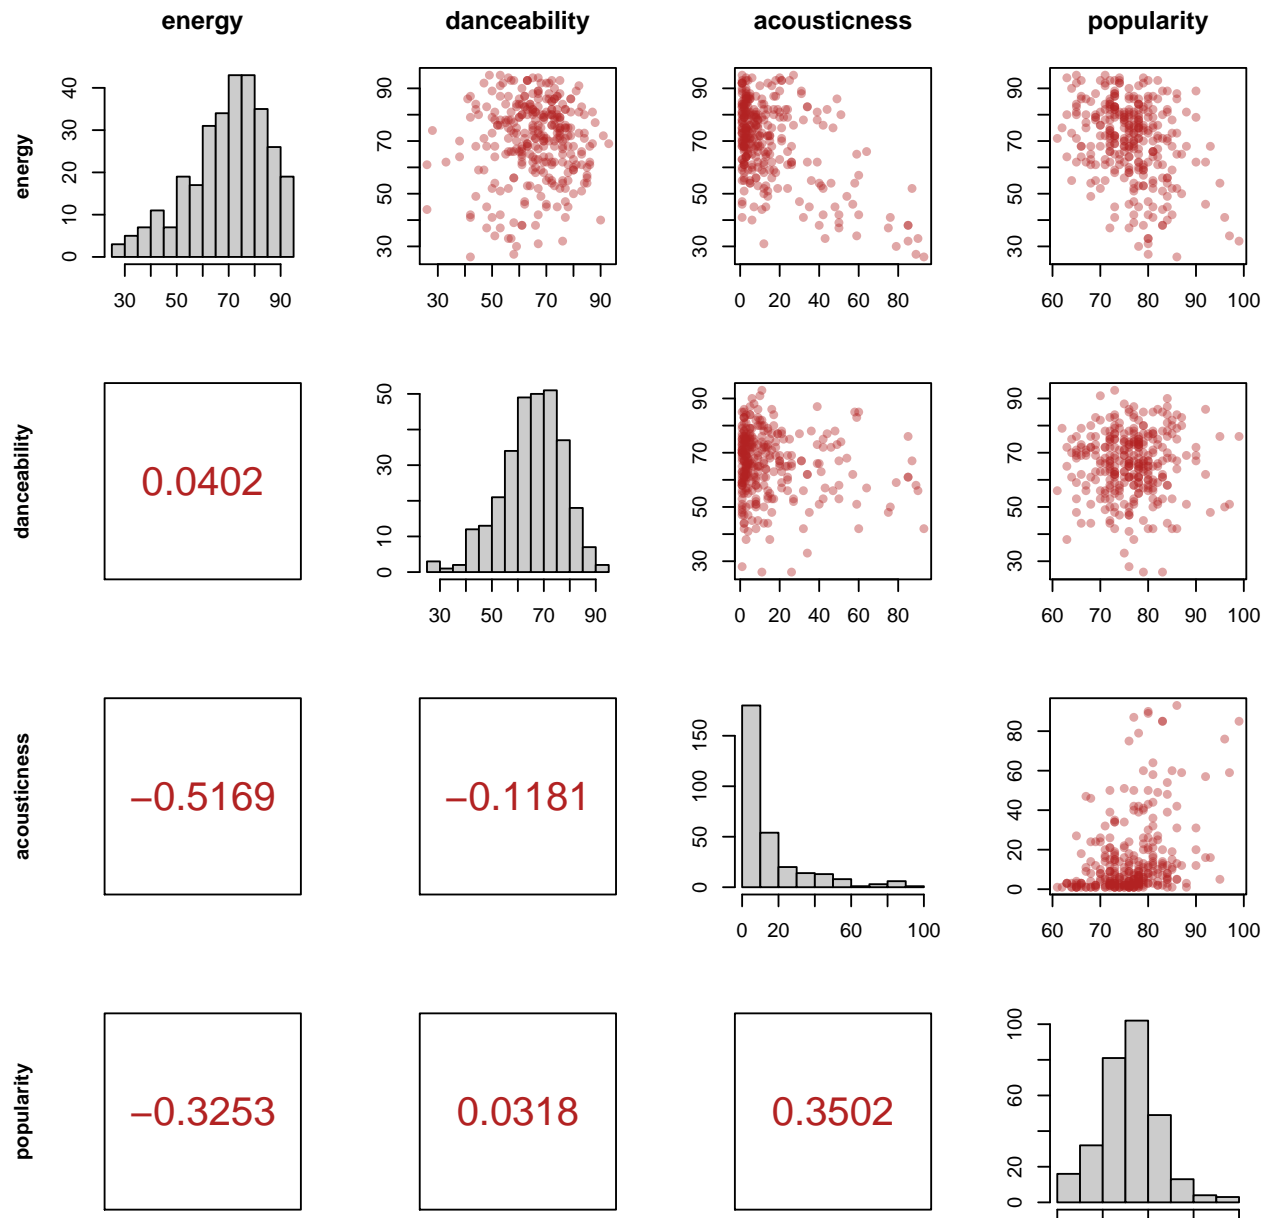 energy danceability acousticness popularity
energy
0 10 20 30 40
30 50 70 90
30 50 70 90
30 50 70 90
30 50 70 90
0 20 40 60 80
30 50 70 90
60 70 80 90 100
danceability
0.0402
0 10 30 50
30 50 70 90
30 50 70 90
0 20 40 60 80
30 50 70 90
60 70 80 90 100
acousticness
−0.5169
−0.1181
0 50 100 150
0 20 60 100
0 20 40 60 80
60 70 80 90 100
popularity
−0.3253
0.0318
0.3502
0 20 60 100